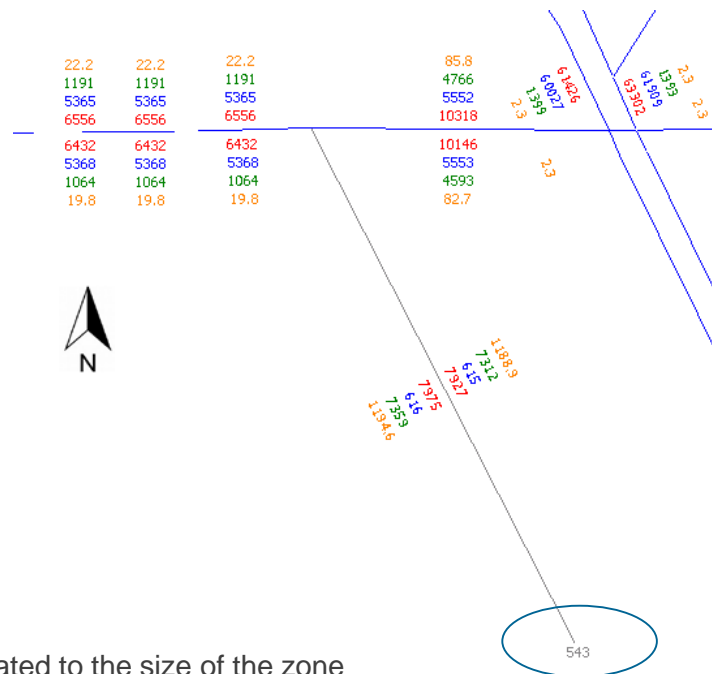 22.2 22.2 22.2 85.8
1191 1191 1191 4766
5365 5365 5365 5552
6556 6556 6556 10318
6432 6432 6432 10146
5368 5368 5368 5553
1064 1064 1064 4593
19.8 19.8 19.8 82.7
2.3
1399
60027
61426
63302
61909
1393
2.3
2.3
2.3
N
1194.6
7359
616
7975
7927
615
7312
1188.9
543
ated to the size of the zone